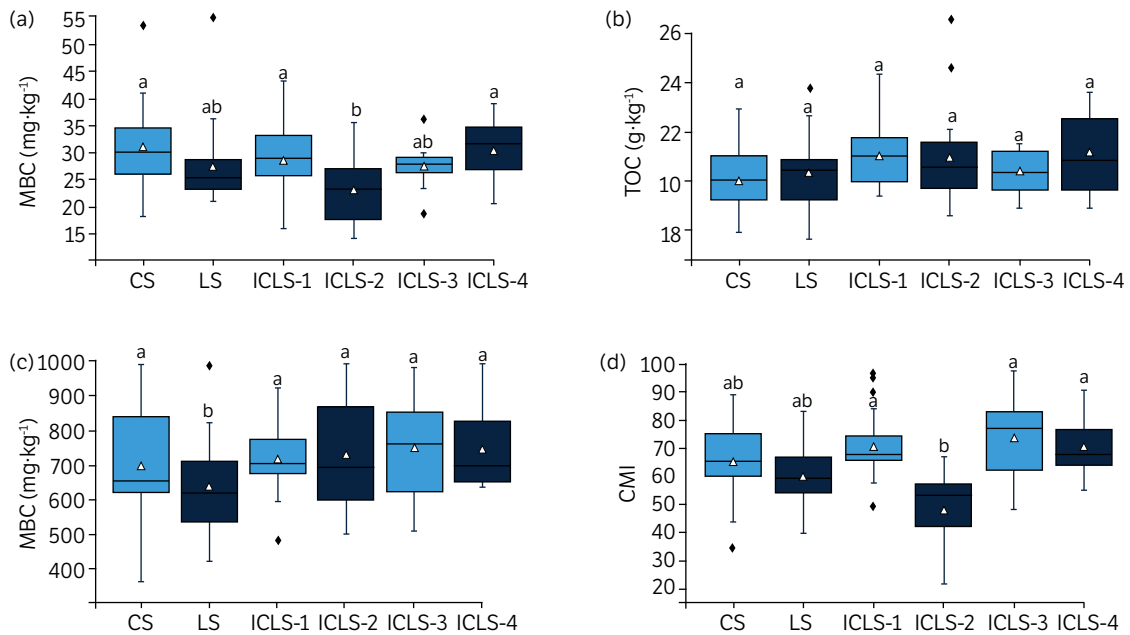 (a)
MBC (mg·kg⁻¹)
55
50
45
40
35
30
25
20
15
a
ab
a
b
ab
a
CS LS ICLS-1 ICLS-2 ICLS-3 ICLS-4
(b)
TOC (g·kg⁻¹)
26
24
22
10
18
a
a
a
a
a
a
CS LS ICLS-1 ICLS-2 ICLS-3 ICLS-4
(c)
MBC (mg·kg⁻¹)
1000
900
800
700
600
500
400
a
b
a
a
a
a
CS LS ICLS-1 ICLS-2 ICLS-3 ICLS-4
(d)
CMI
100
90
80
70
60
50
40
30
20
ab
ab
a
b
a
a
CS LS ICLS-1 ICLS-2 ICLS-3 ICLS-4